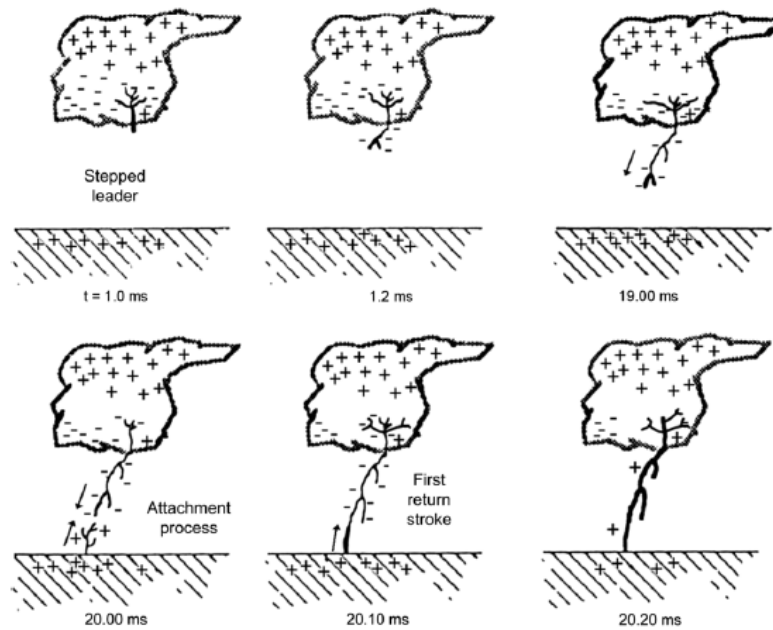 Stepped
leader
t = 1.0 ms
1.2 ms
19.00 ms
Attachment
process
First
return
stroke
20.00 ms
20.10 ms
20.20 ms